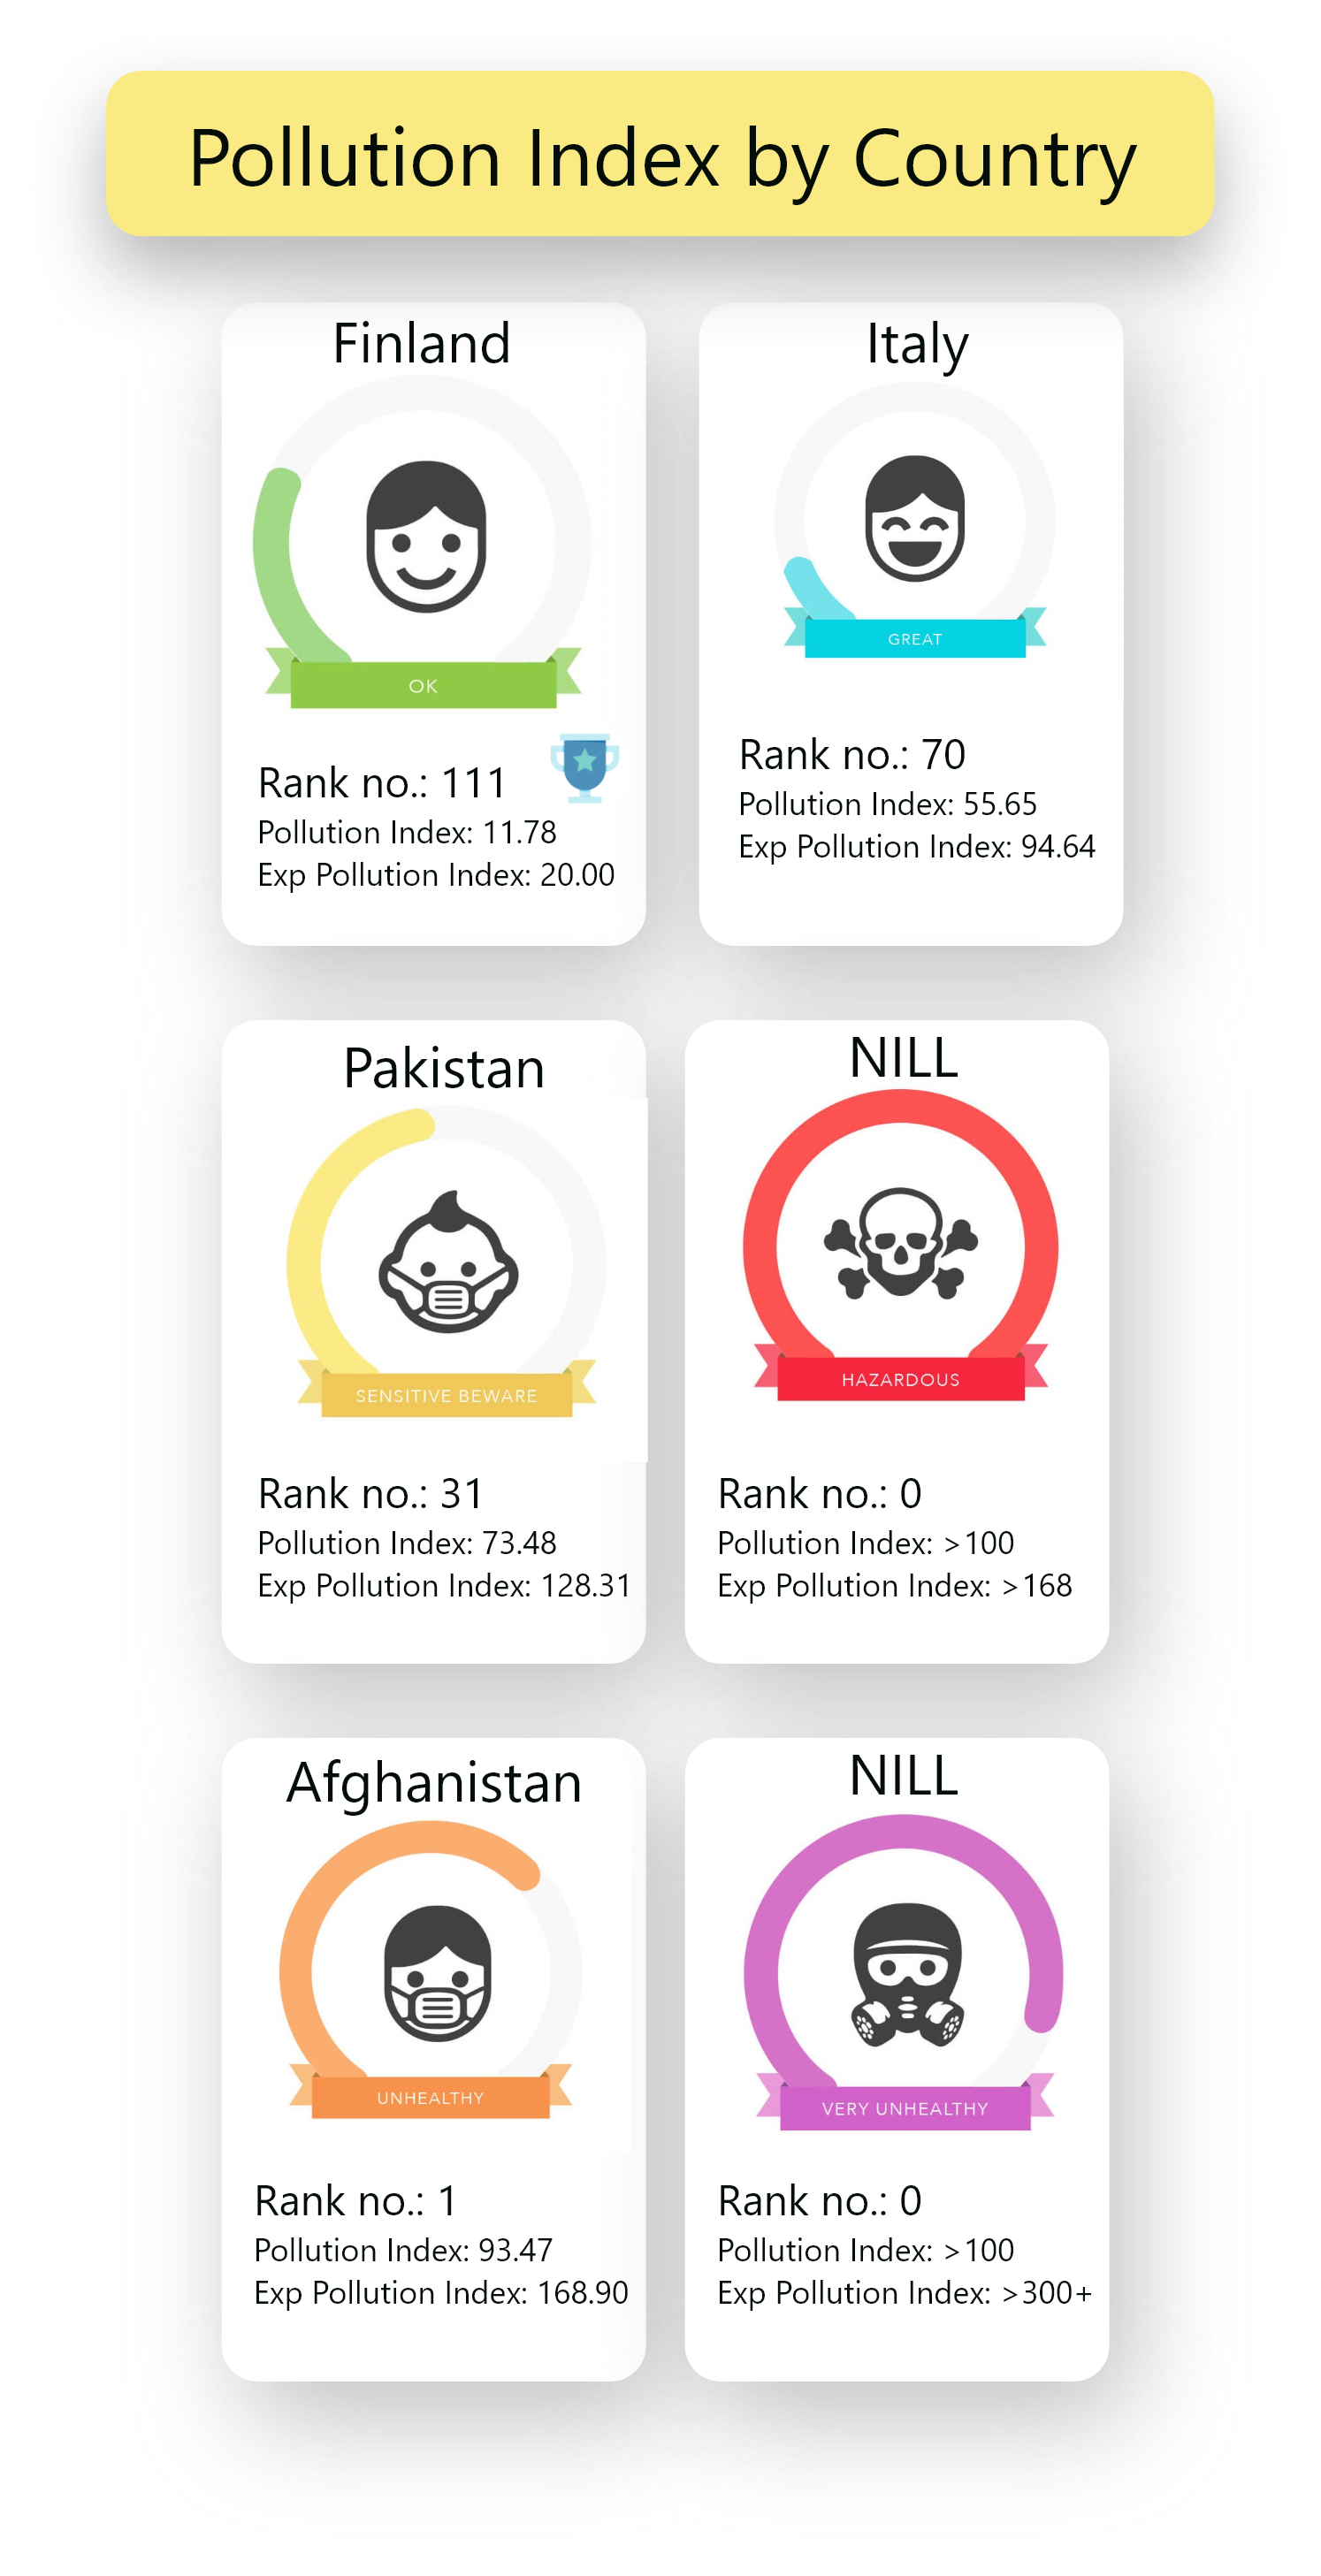 Pollution Index by Country
Finland
OK
Rank no.: 111
Pollution Index: 11.78
Exp Pollution Index: 20.00
Italy
GREAT
Rank no.: 70
Pollution Index: 55.65
Exp Pollution Index: 94.64
Pakistan
SENSITIVE BEWARE
Rank no.: 31
Pollution Index: 73.48
Exp Pollution Index: 128.31
NILL
HAZARDOUS
Rank no.: 0
Pollution Index: >100
Exp Pollution Index: >168
Afghanistan
UNHEALTHY
Rank no.: 1
Pollution Index: 93.47
Exp Pollution Index: 168.90
NILL
VERY UNHEALTHY
Rank no.: 0
Pollution Index: >100
Exp Pollution Index: >300+